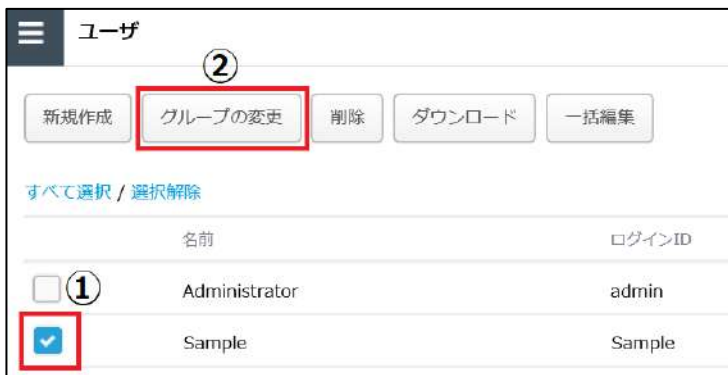 ユーザ
②
新規作成 グループの変更 削除 ダウンロード 一括編集
すべて選択 / 選択解除
名前 ログインID
①
Administrator admin
Sample Sample